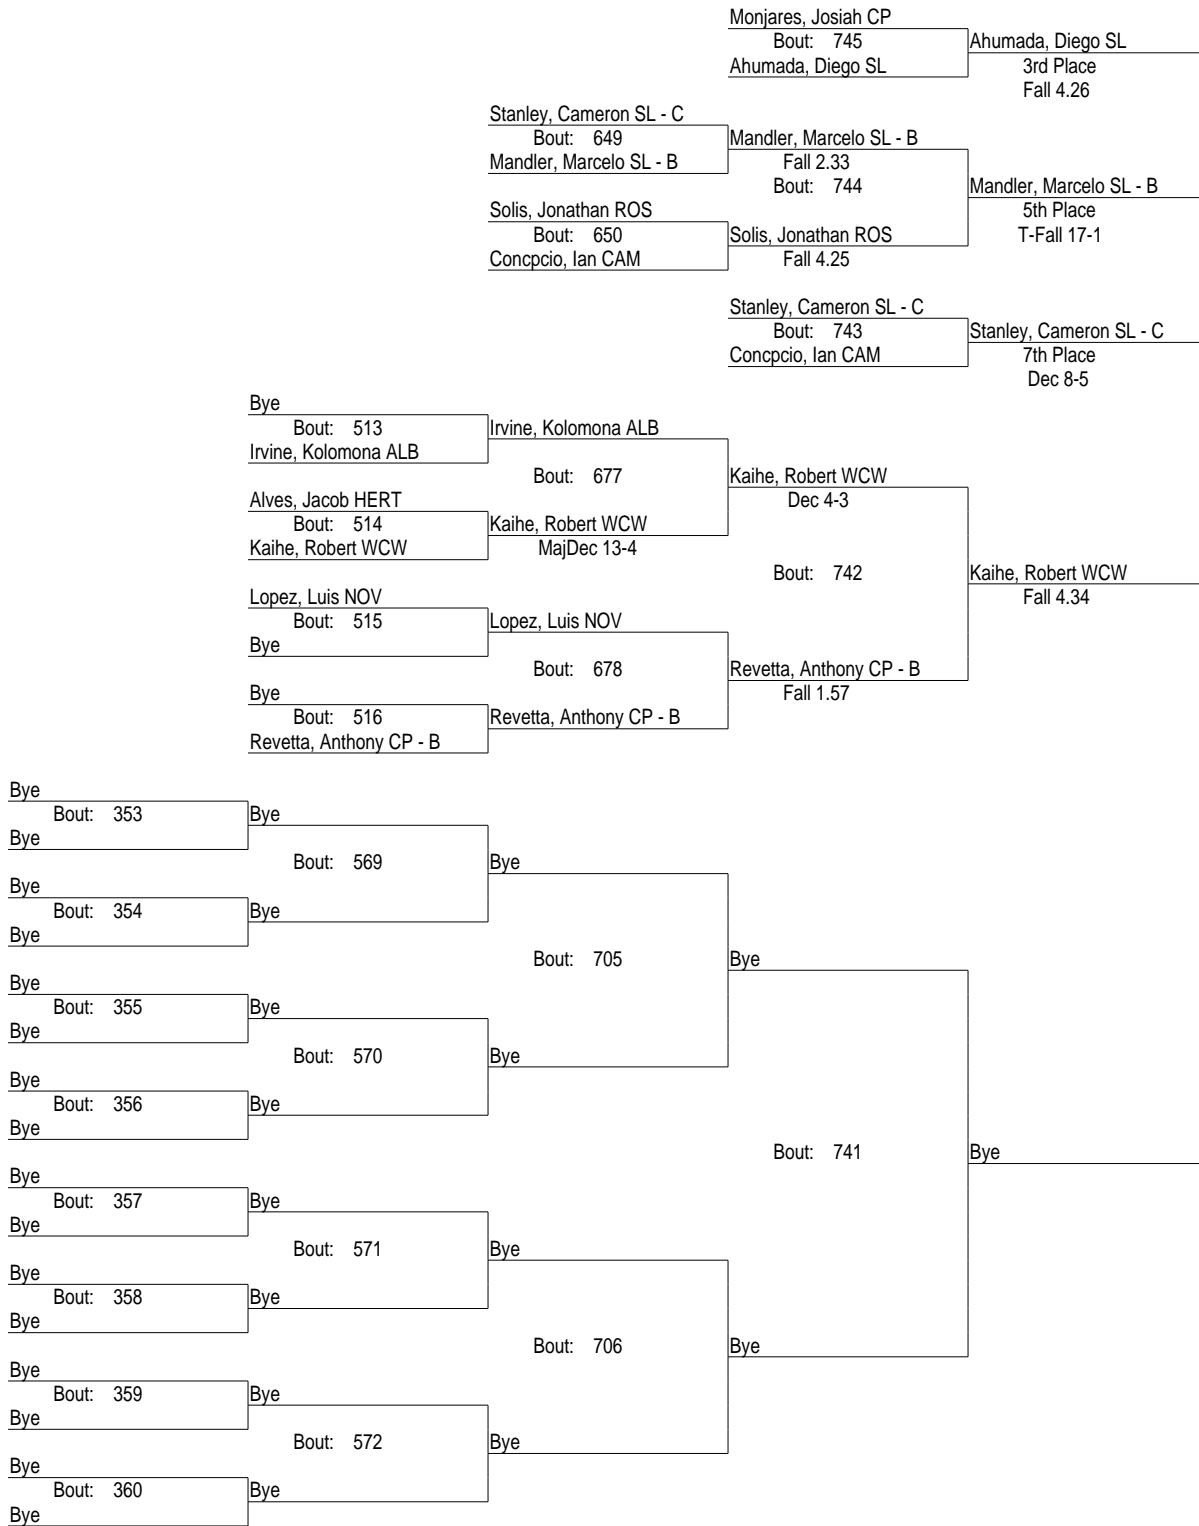 Monjares, Josiah CP
Bout: 745
Ahumada, Diego SL
Ahumada, Diego SL
3rd Place
Fall 4.26
Stanley, Cameron SL - C
Bout: 649
Mandler, Marcelo SL - B
Mandler, Marcelo SL - B
Fall 2.33
Bout: 744
Solis, Jonathan ROS
Bout: 650
Concpcio, Ian CAM
Solis, Jonathan ROS
Fall 4.25
Mandler, Marcelo SL - B
5th Place
T-Fall 17-1
Stanley, Cameron SL - C
Bout: 743
Concpcio, Ian CAM
Stanley, Cameron SL - C
7th Place
Dec 8-5
Bye
Bout: 513
Irvine, Kolomona ALB
Irvine, Kolomona ALB
Bout: 677
Alves, Jacob HERT
Bout: 514
Kaihe, Robert WCW
Kaihe, Robert WCW
MajDec 13-4
Kaihe, Robert WCW
Dec 4-3
Bout: 742
Kaihe, Robert WCW
Fall 4.34
Lopez, Luis NOV
Bout: 515
Bye
Lopez, Luis NOV
Bout: 678
Bye
Bout: 516
Revetta, Anthony CP - B
Revetta, Anthony CP - B
Revetta, Anthony CP - B
Fall 1.57
Bye
Bout: 353
Bye
Bye
Bout: 569
Bye
Bout: 354
Bye
Bye
Bye
Bout: 705
Bye
Bout: 355
Bye
Bye
Bout: 570
Bye
Bout: 356
Bye
Bye
Bye
Bye
Bout: 741
Bye
Bye
Bout: 357
Bye
Bye
Bout: 571
Bye
Bout: 358
Bye
Bye
Bye
Bout: 706
Bye
Bye
Bout: 359
Bye
Bye
Bout: 572
Bye
Bout: 360
Bye
Bye
Bye